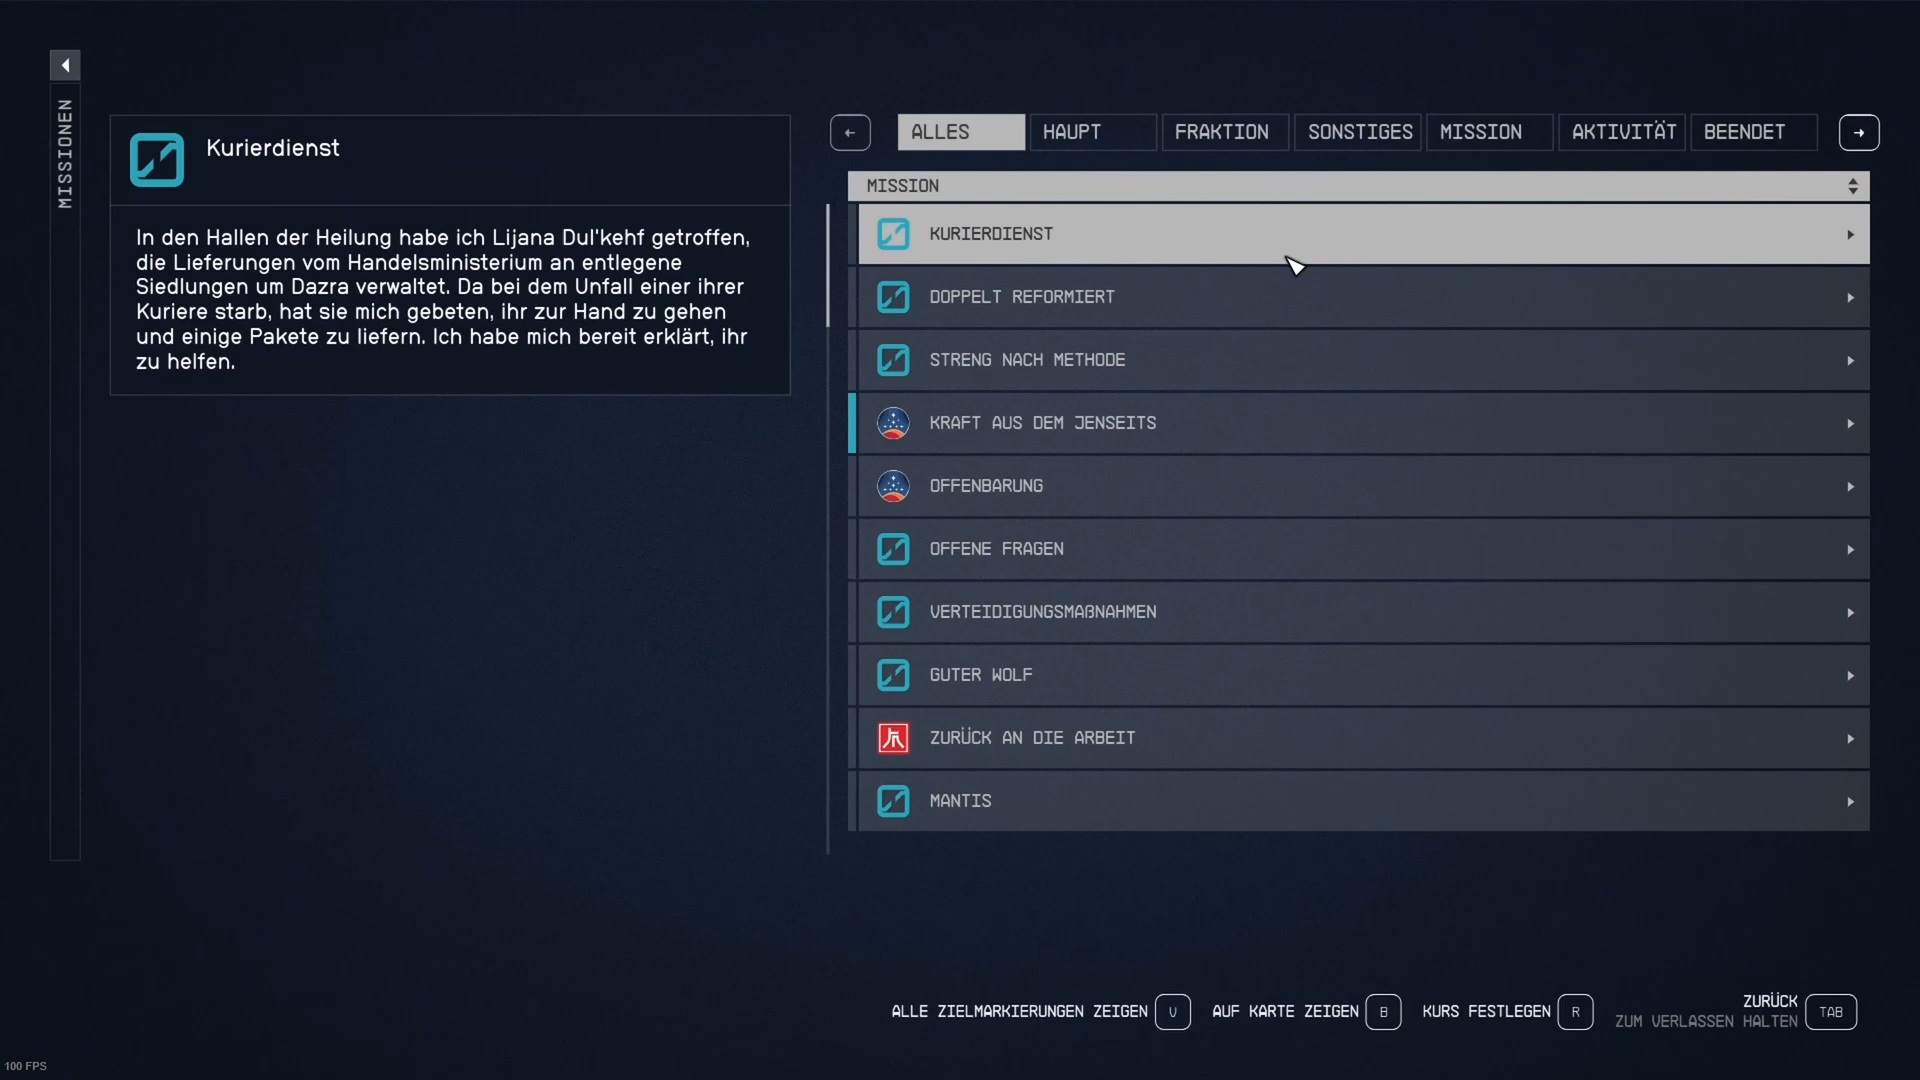 MISSIONEN
Kurierdienst
In den Hallen der Heilung habe ich Lijana Dul'kehf getroffen,
die Lieferungen vom Handelsministerium an entlegene
Siedlungen um Dazra verwaltet. Da bei dem Unfall einer ihrer
Kuriere starb, hat sie mich gebeten, ihr zur Hand zu gehen
und einige Pakete zu liefern. Ich habe mich bereit erklärt, ihr
zu helfen.
ALLES HAUPT FRAKTION SONSTIGES MISSION AKTIVITÄT BEENDET
MISSION
KURIERDIENST
DOPPELT REFORMIERT
STRENG NACH METHODE
KRAFT AUS DEM JENSEITS
OFFENBARUNG
OFFENE FRAGEN
VERTEIDIGUNGSMAßNAHMEN
GUTER WOLF
ZURÜCK AN DIE ARBEIT
MANTIS
ALLE ZIELMARKIERUNGEN ZEIGEN V AUF KARTE ZEIGEN B KURS FESTLEGEN R ZURÜCK
ZUM VERLASSEN HALTEN TAB
100 FPS